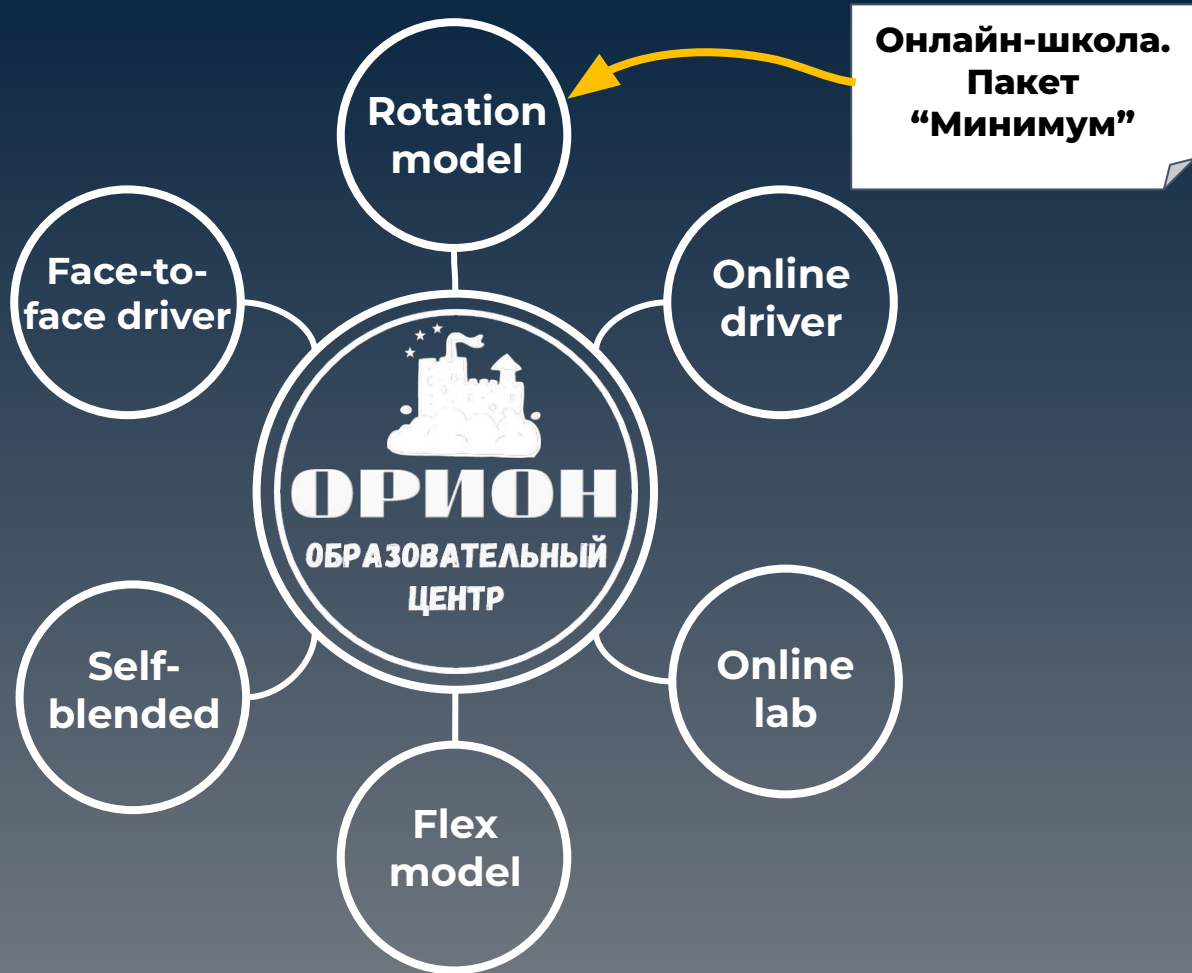 Онлайн-школа.
Пакет
“Минимум”
Rotation
model
Face-to-
face driver
Online
driver
ОРИОН
ОБРАЗОВАТЕЛЬНЫЙ
ЦЕНТР
Self-
blended
Online
lab
Flex
model